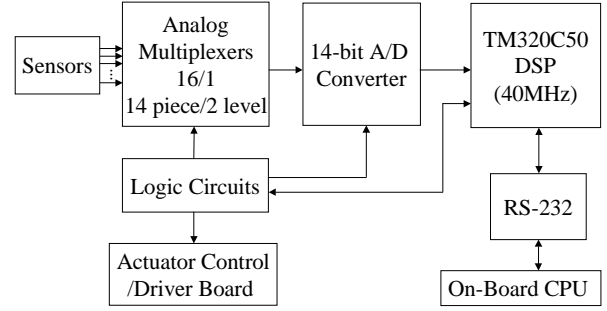 Sensors
Analog
Multiplexers
16/1
14 piece/2 level
14-bit A/D
Converter
TM320C50
DSP
(40MHz)
Logic Circuits
RS-232
Actuator Control
/Driver Board
On-Board CPU